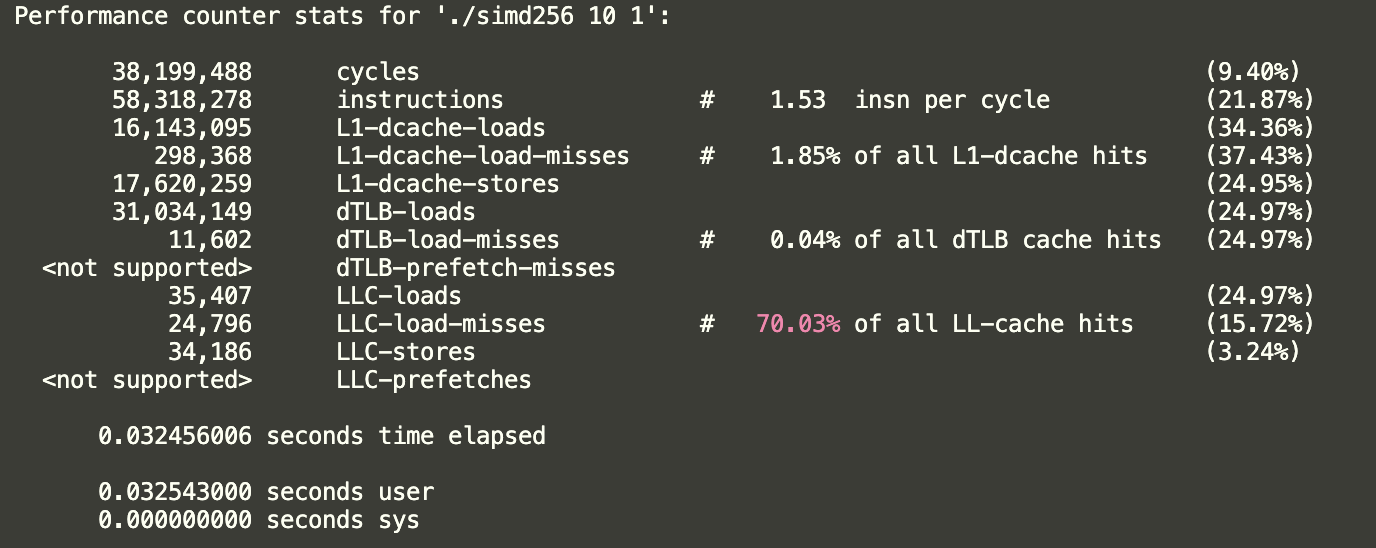 Performance counter stats for './simd256 10 1':
38,199,488 cycles (9.40%)
58,318,278 instructions # 1.53 insn per cycle (21.87%)
16,143,095 L1-dcache-loads (34.36%)
298,368 L1-dcache-load-misses # 1.85% of all L1-dcache hits (37.43%)
17,620,259 L1-dcache-stores (24.95%)
31,034,149 dTLB-loads (24.97%)
11,602 dTLB-load-misses # 0.04% of all dTLB cache hits (24.97%)
<not supported> dTLB-prefetch-misses
35,407 LLC-loads (24.97%)
24,796 LLC-load-misses # 70.03% of all LL-cache hits (15.72%)
34,186 LLC-stores (3.24%)
<not supported> LLC-prefetches
0.032456006 seconds time elapsed
0.032543000 seconds user
0.000000000 seconds sys